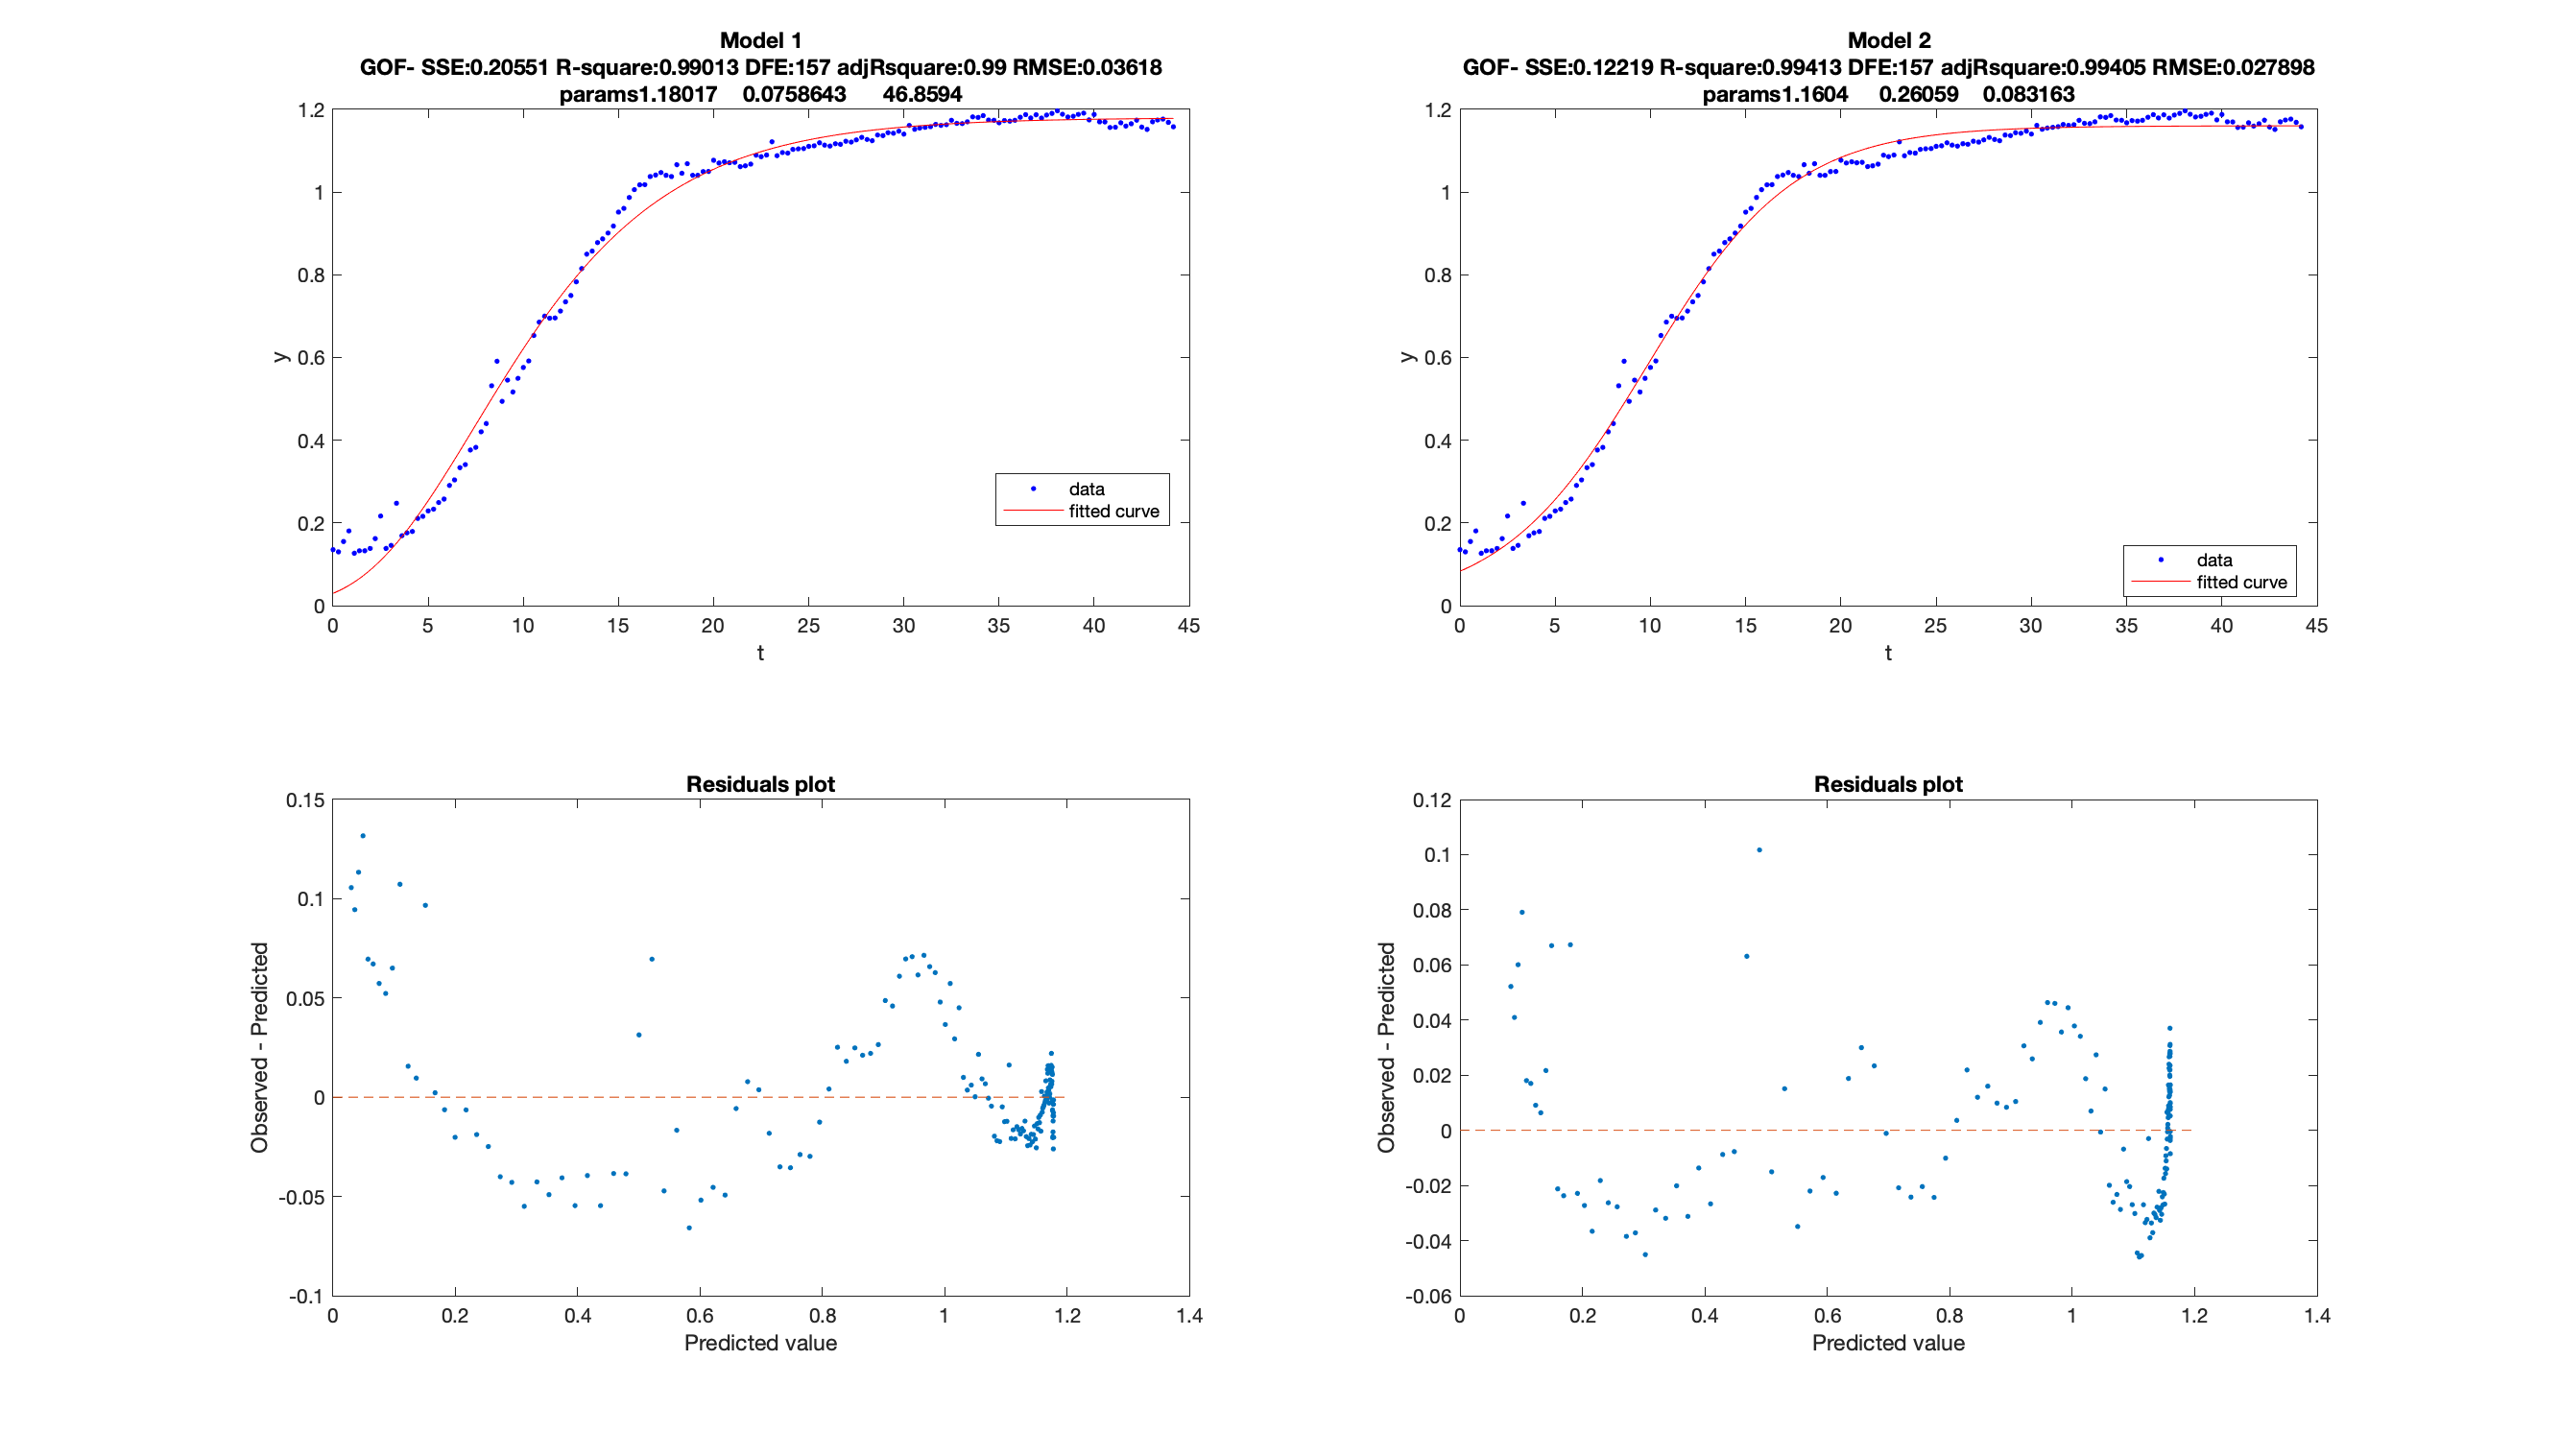 Model 1
GOF- SSE:0.20551 R-square:0.99013 DFE:157 adjRsquare:0.99 RMSE:0.03618
params1.18017 0.0758643 46.8594
1.2
1
0.8
0.6
0.4
0.2
0
y
0 5 10 15 20 25 30 35 40 45
t
data
fitted curve
Model 2
GOF- SSE:0.12219 R-square:0.99413 DFE:157 adjRsquare:0.99405 RMSE:0.027898
params1.1604 0.26059 0.083163
1.2
1
0.8
0.6
0.4
0.2
0
y
0 5 10 15 20 25 30 35 40 45
t
data
fitted curve
Residuals plot
0.15
0.1
0.05
0
-0.05
-0.1
Observed - Predicted
0 0.2 0.4 0.6 0.8 1 1.2 1.4
Predicted value
Residuals plot
0.12
0.1
0.08
0.06
0.04
0.02
0
-0.02
-0.04
-0.06
Observed - Predicted
0 0.2 0.4 0.6 0.8 1 1.2 1.4
Predicted value